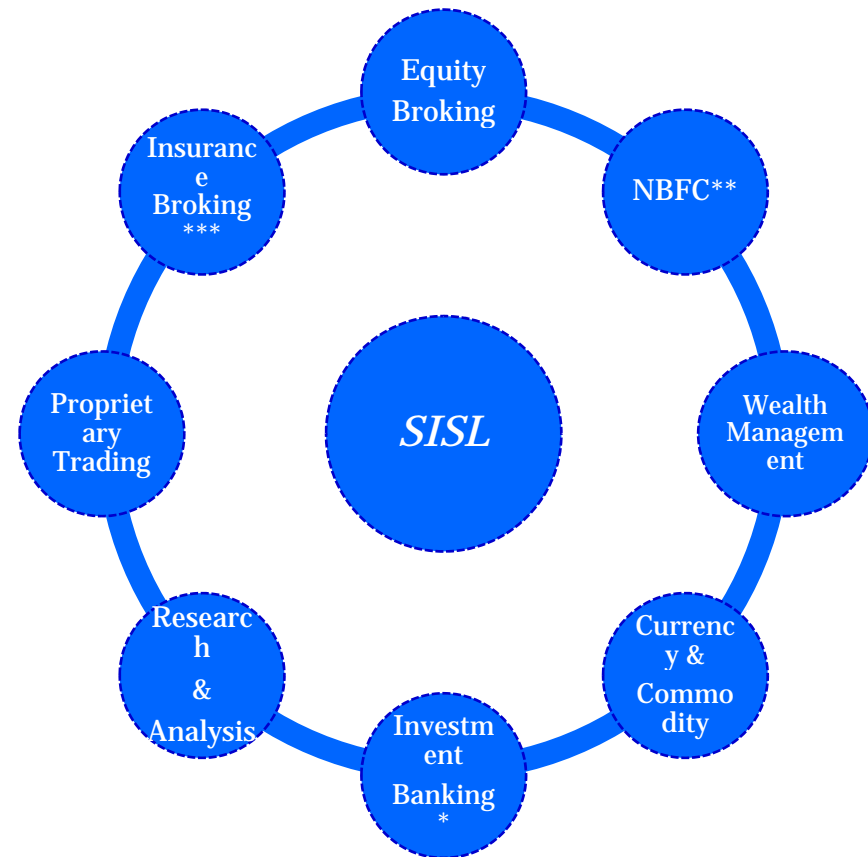 Equity
Broking
NBFC**
Wealth
Managem
ent
Currenc
y &
Commo
dity
Investm
ent
Banking
*
Researc
h
&
Analysis
Propriet
ary
Trading
Insuranc
e
Broking
***
SISL